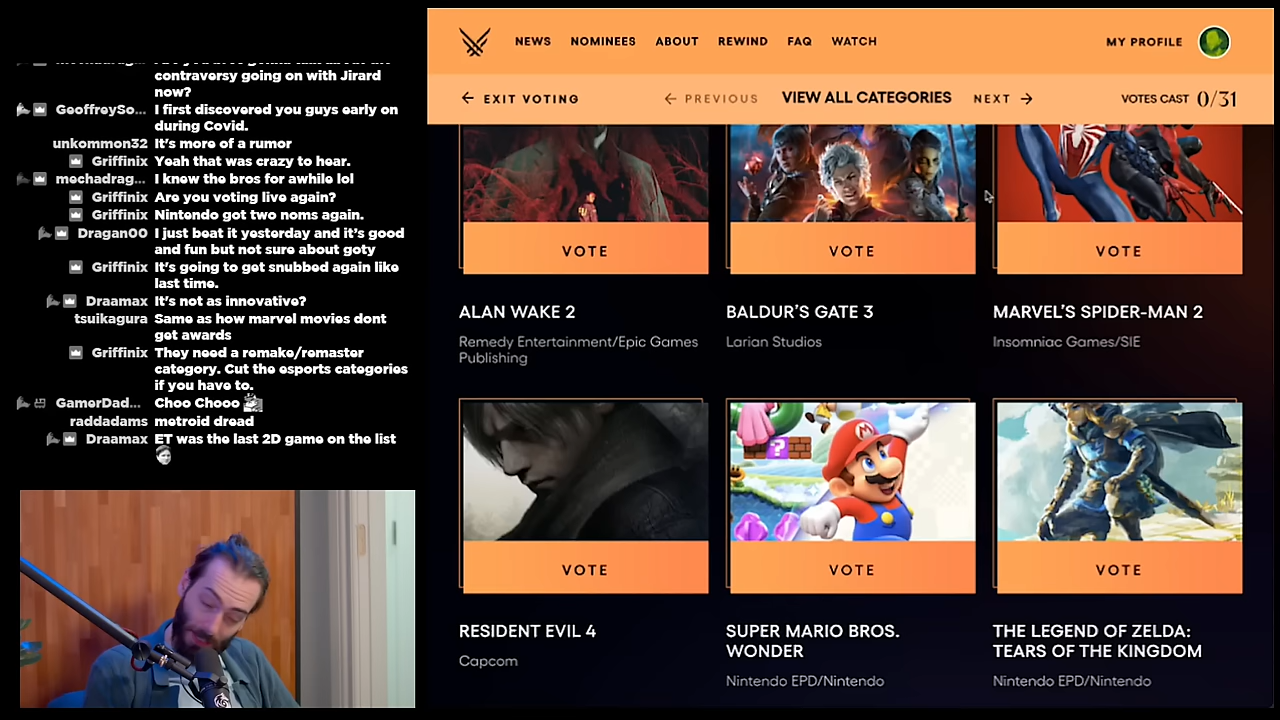 contraversy going on with Jirard
now?
GeoffreySo... I first discovered you guys early on
during Covid.
unkommon32 It's more of a rumor
Griffinix Yeah that was crazy to hear.
mechadrag... I knew the bros for awhile lol
Griffinix Are you voting live again?
Griffinix Nintendo got two noms again.
Dragan00 I just beat it yesterday and it's good
and fun but not sure about goty
Griffinix It's going to get snubbed again like
last time.
Draamax It's not as innovative?
tsuikagura Same as how marvel movies dont
get awards
Griffinix They need a remake/remaster
category. Cut the esports categories
if you have to.
GamerDad... Choo Chooo
raddadams metroid dread
Draamax ET was the last 2D game on the list
NEWS NOMINEES ABOUT REWIND FAQ WATCH MY PROFILE
← EXIT VOTING ← PREVIOUS VIEW ALL CATEGORIES NEXT → VOTES CAST 0/31
VOTE VOTE VOTE
ALAN WAKE 2
Remedy Entertainment/Epic Games
Publishing
BALDUR'S GATE 3
Larian Studios
MARVEL'S SPIDER-MAN 2
Insomniac Games/SIE
VOTE VOTE VOTE
RESIDENT EVIL 4
Capcom
SUPER MARIO BROS.
WONDER
Nintendo EPD/Nintendo
THE LEGEND OF ZELDA:
TEARS OF THE KINGDOM
Nintendo EPD/Nintendo